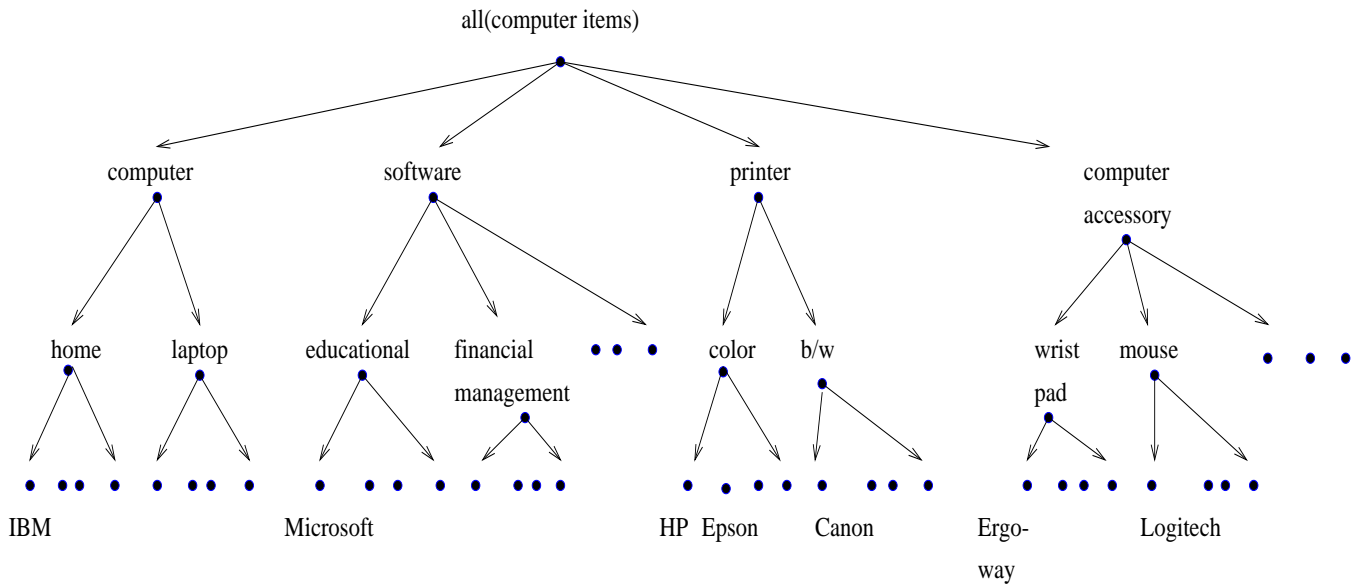 all(computer items)
computer software printer computer
accessory
home laptop educational financial color b/w wrist mouse
management pad
IBM Microsoft HP Epson Canon Ergo- Logitech
way